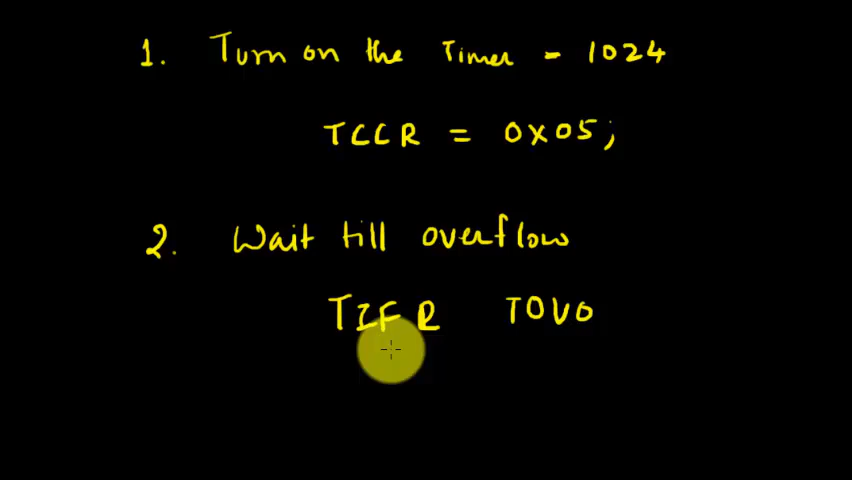 1. Turn on the Timer - 1024
TCCR = 0X05;
2. Wait till overflow
TIFR TOV0